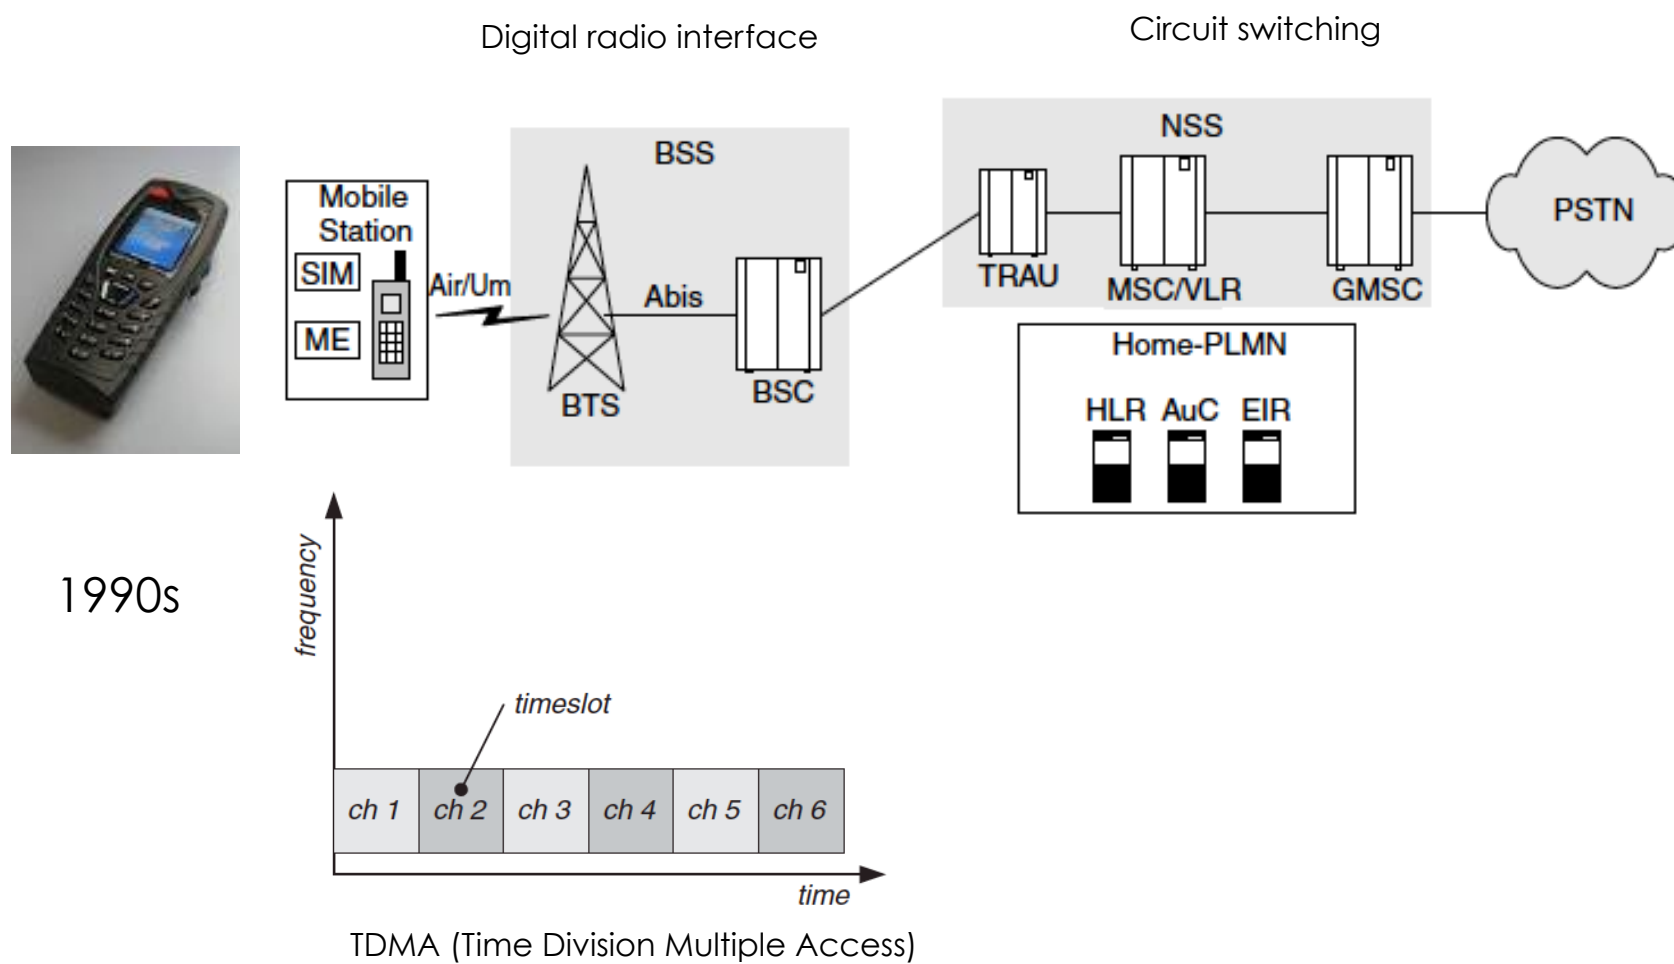 Digital radio interface
Circuit switching
BSS
NSS
Mobile
Station
SIM
ME
Air/Um
Abis
BTS
BSC
TRAU
MSC/VLR
GMSC
PSTN
Home-PLMN
HLR AuC EIR
1990s
frequency
timeslot
ch 1 ch 2 ch 3 ch 4 ch 5 ch 6
time
TDMA (Time Division Multiple Access)